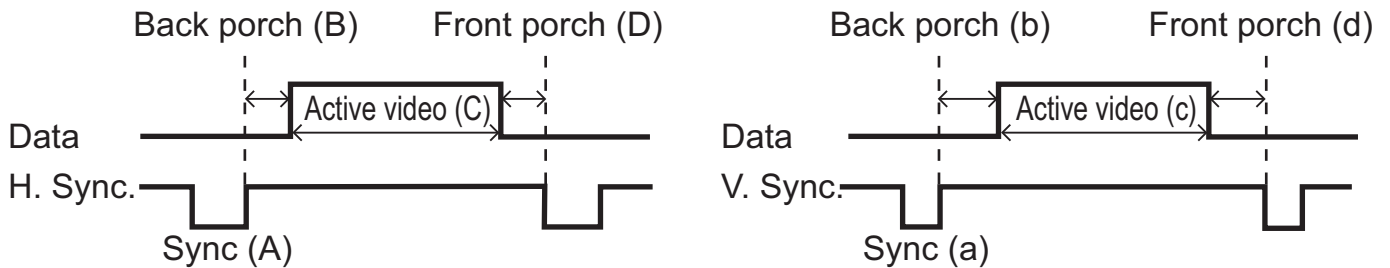 Back porch (B) Front porch (D)
Active video (C)
Data
H. Sync.
Sync (A)
Back porch (b) Front porch (d)
Active video (c)
Data
V. Sync.
Sync (a)